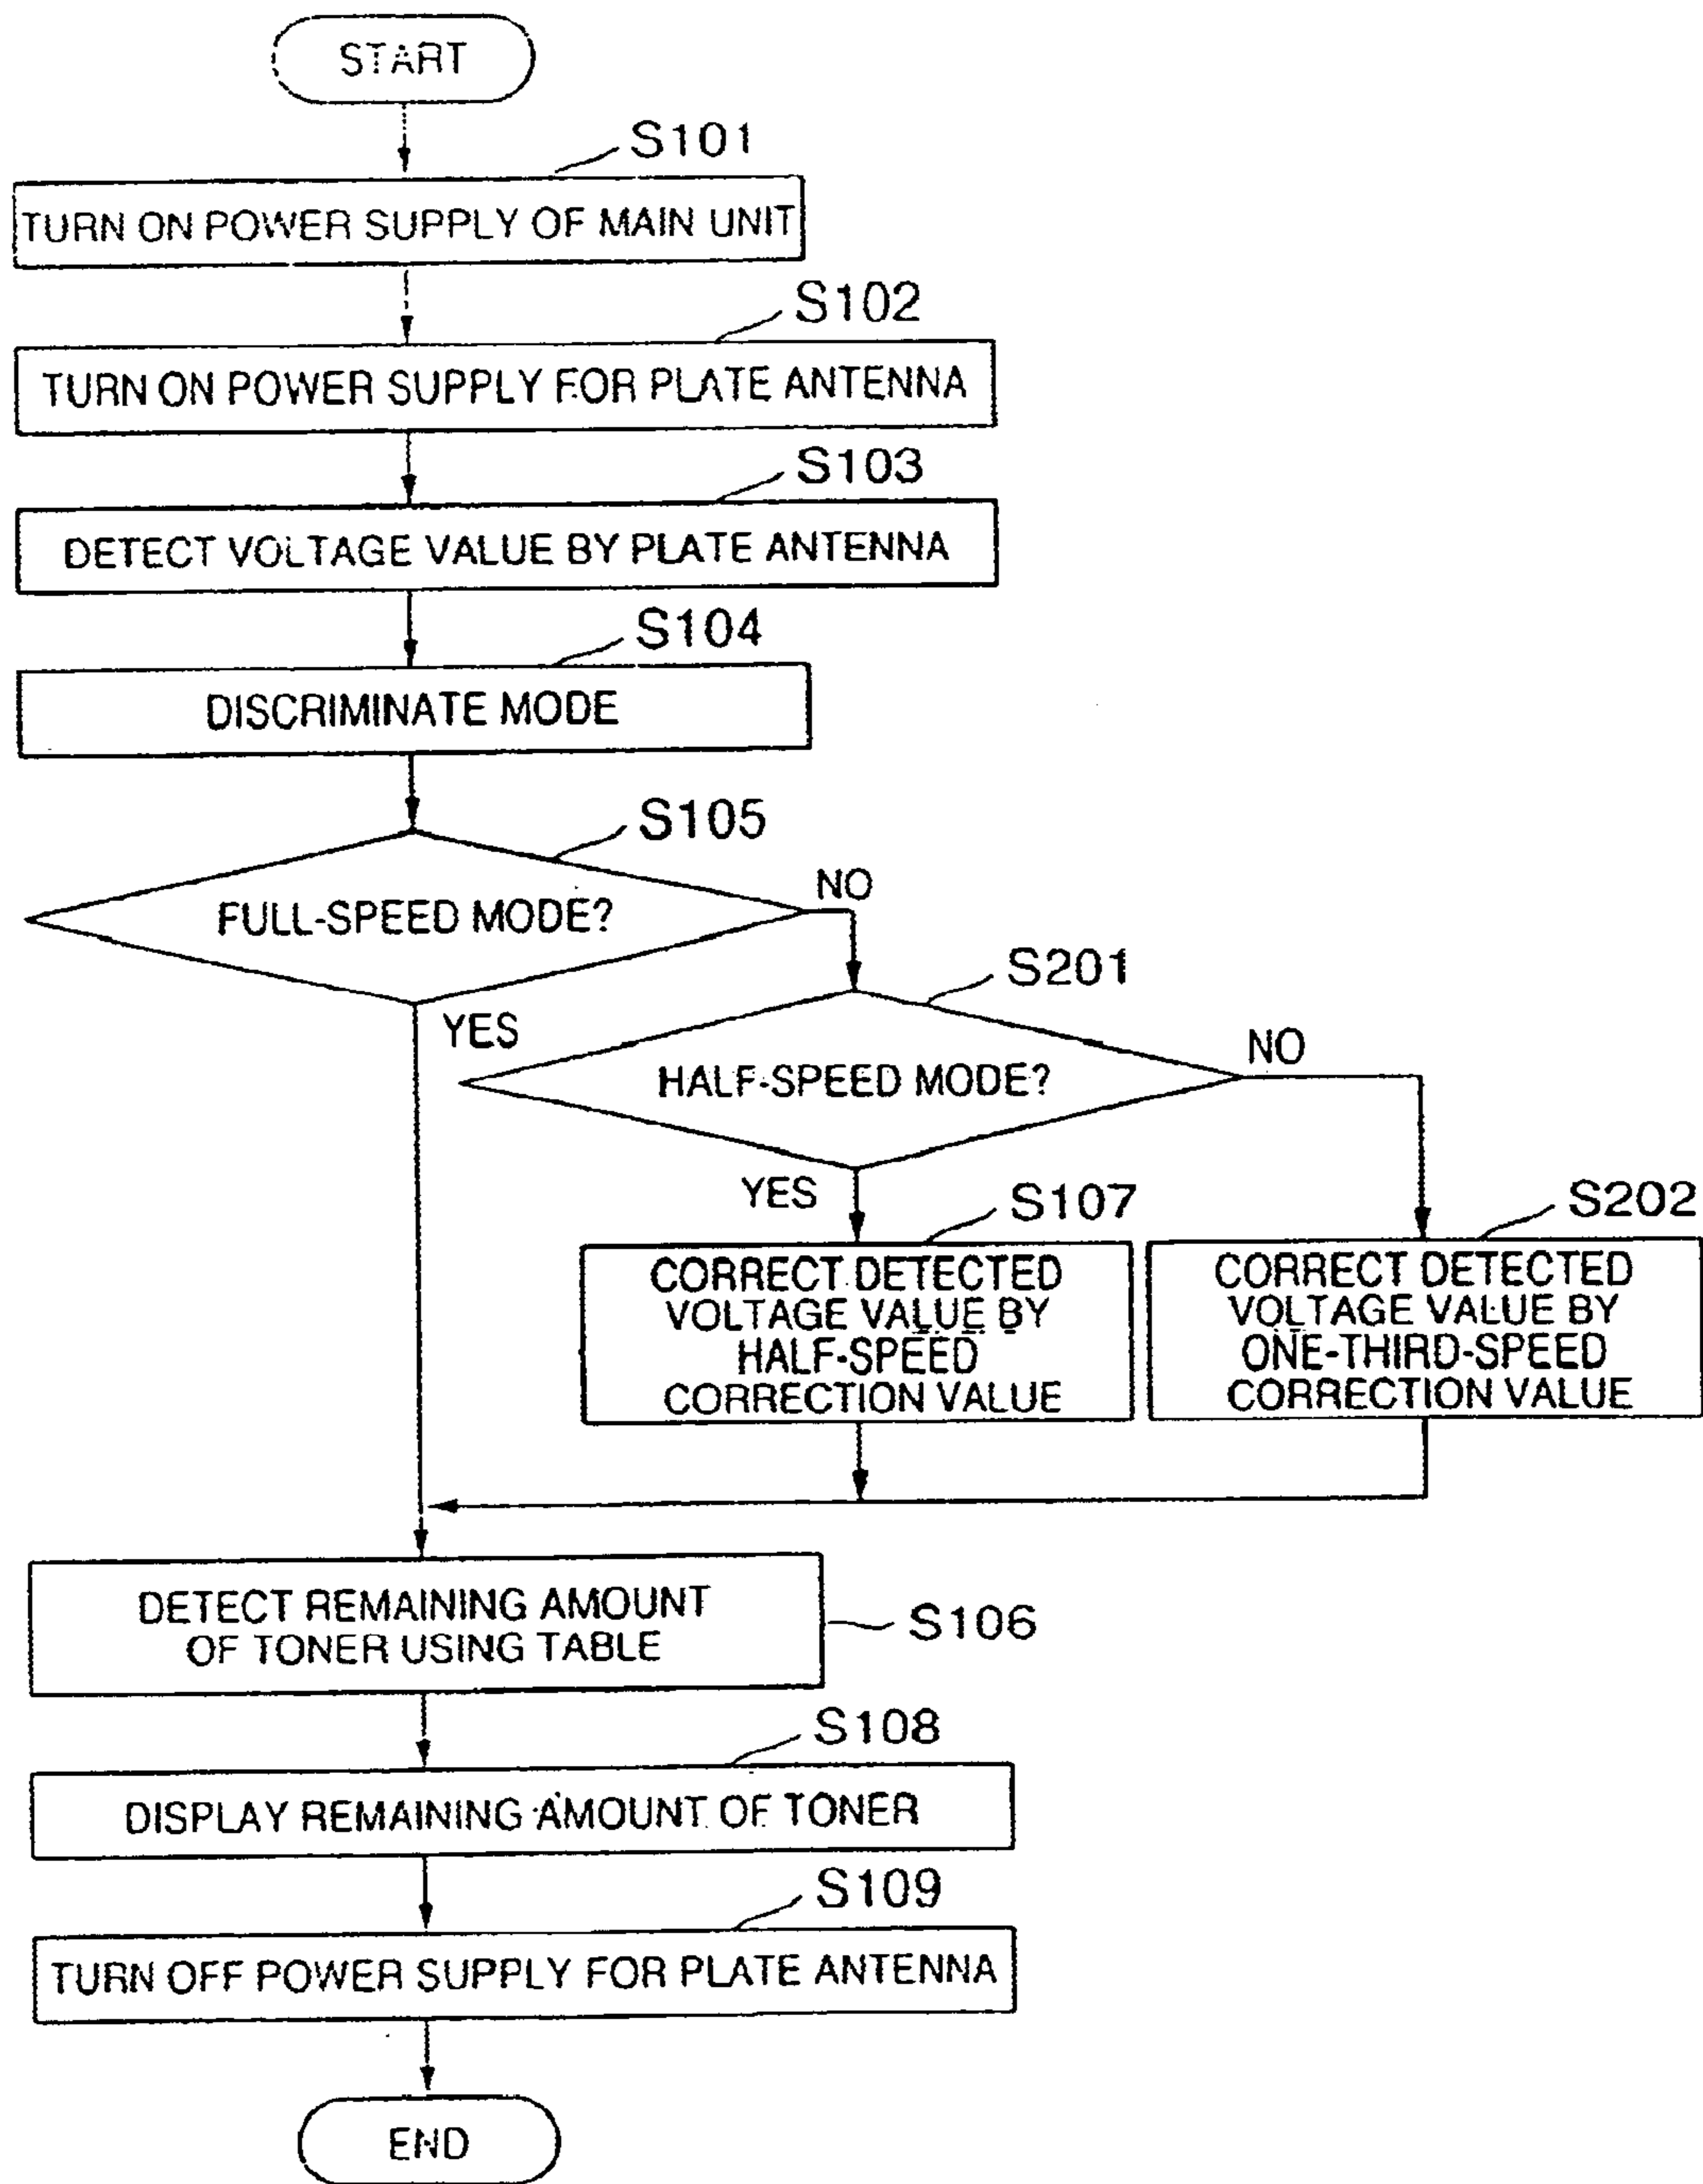 START
S101
TURN ON POWER SUPPLY OF MAIN UNIT
S102
TURN ON POWER SUPPLY FOR PLATE ANTENNA
S103
DETECT VOLTAGE VALUE BY PLATE ANTENNA
S104
DISCRIMINATE MODE
S105
FULL-SPEED MODE?
NO
YES
S201
HALF-SPEED MODE?
NO
YES
S107
CORRECT DETECTED
VOLTAGE VALUE BY
HALF-SPEED
CORRECTION VALUE
S202
CORRECT DETECTED
VOLTAGE VALUE BY
ONE-THIRD-SPEED
CORRECTION VALUE
DETECT REMAINING AMOUNT
OF TONER USING TABLE
S106
S108
DISPLAY REMAINING AMOUNT OF TONER
S109
TURN OFF POWER SUPPLY FOR PLATE ANTENNA
END